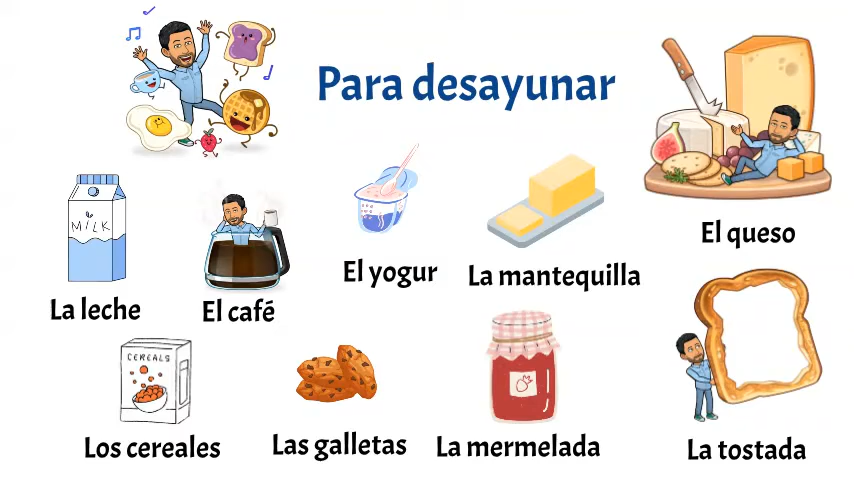 Para desayunar
MILK
La leche
El café
El yogur
La mantequilla
El queso
CEREALS
Los cereales
Las galletas
La mermelada
La tostada